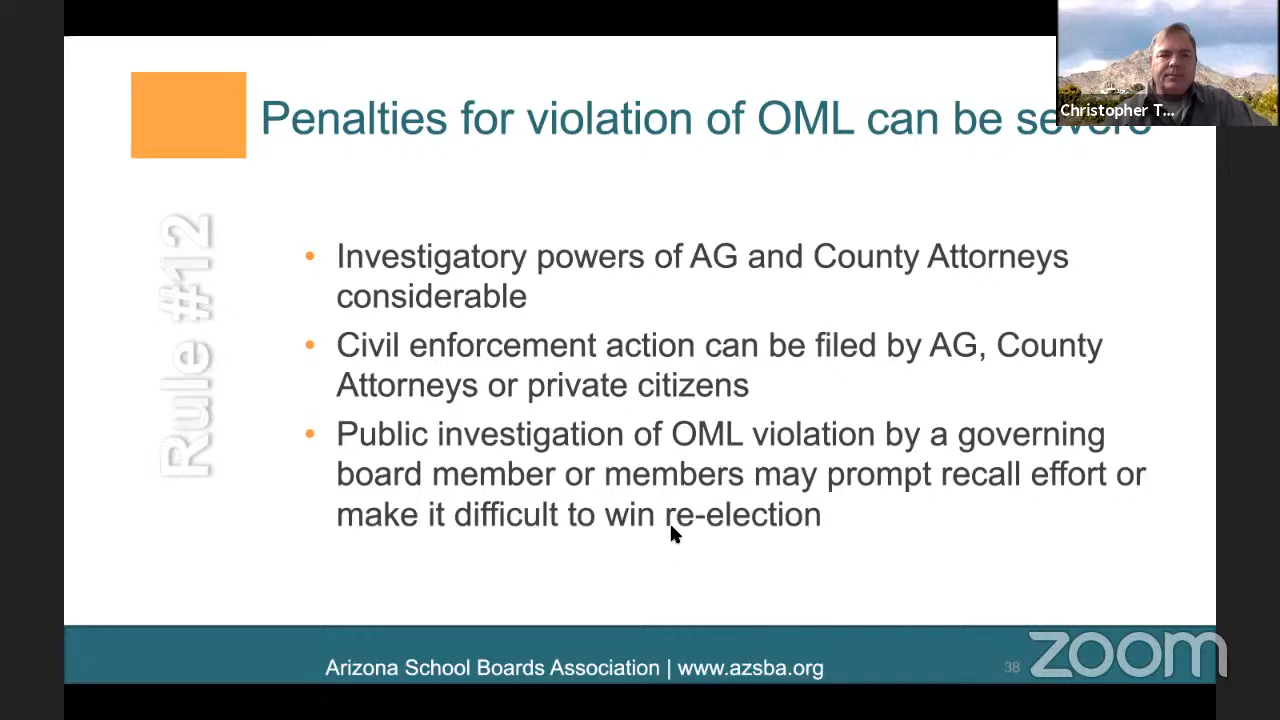 Penalties for violation of OML can be severe
Christopher T...
Rule #12
• Investigatory powers of AG and County Attorneys
considerable
• Civil enforcement action can be filed by AG, County
Attorneys or private citizens
• Public investigation of OML violation by a governing
board member or members may prompt recall effort or
make it difficult to win re-election
Arizona School Boards Association | www.azsba.org
38
zoom